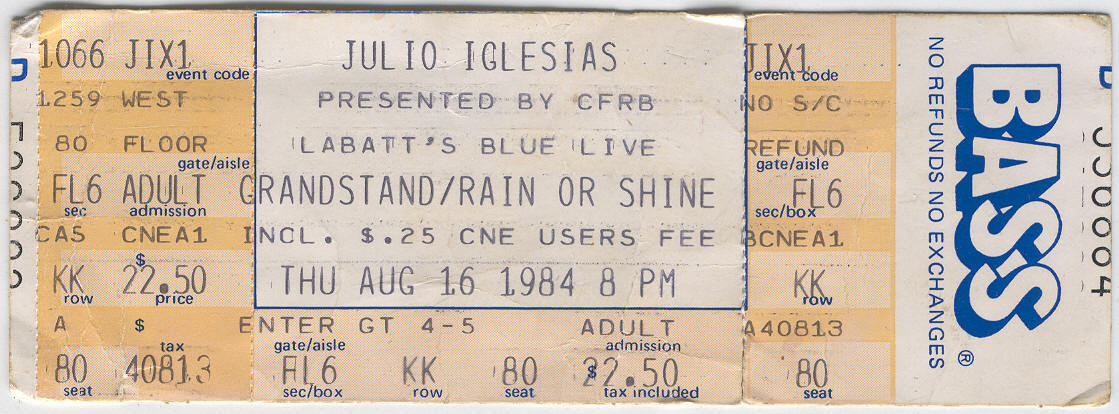 1066 JIX1
event code
1259 WEST
80 FLOOR
gate/aisle
FL6 ADULT
sec admission
CAS CNEA1
$
KK 22.50
row price
A $
tax
80 40813
seat
JULIO IGLESIAS
PRESENTED BY CFRB
LABATT'S BLUE LIVE
GRANDSTAND/RAIN OR SHINE
INCL. $.25 CNE USERS FEE
THU AUG 16 1984 8 PM
ENTER GT 4-5 ADULT
gate/aisle admission
FL6 KK 80 $22.50
sec/box row seat tax included
JIX1
event code
NO S/C
REFUND
gate/aisle
FL6
sec/box
BCNEA1
KK
row
A40813
80
seat
NO REFUNDS NO EXCHANGES
BASS®